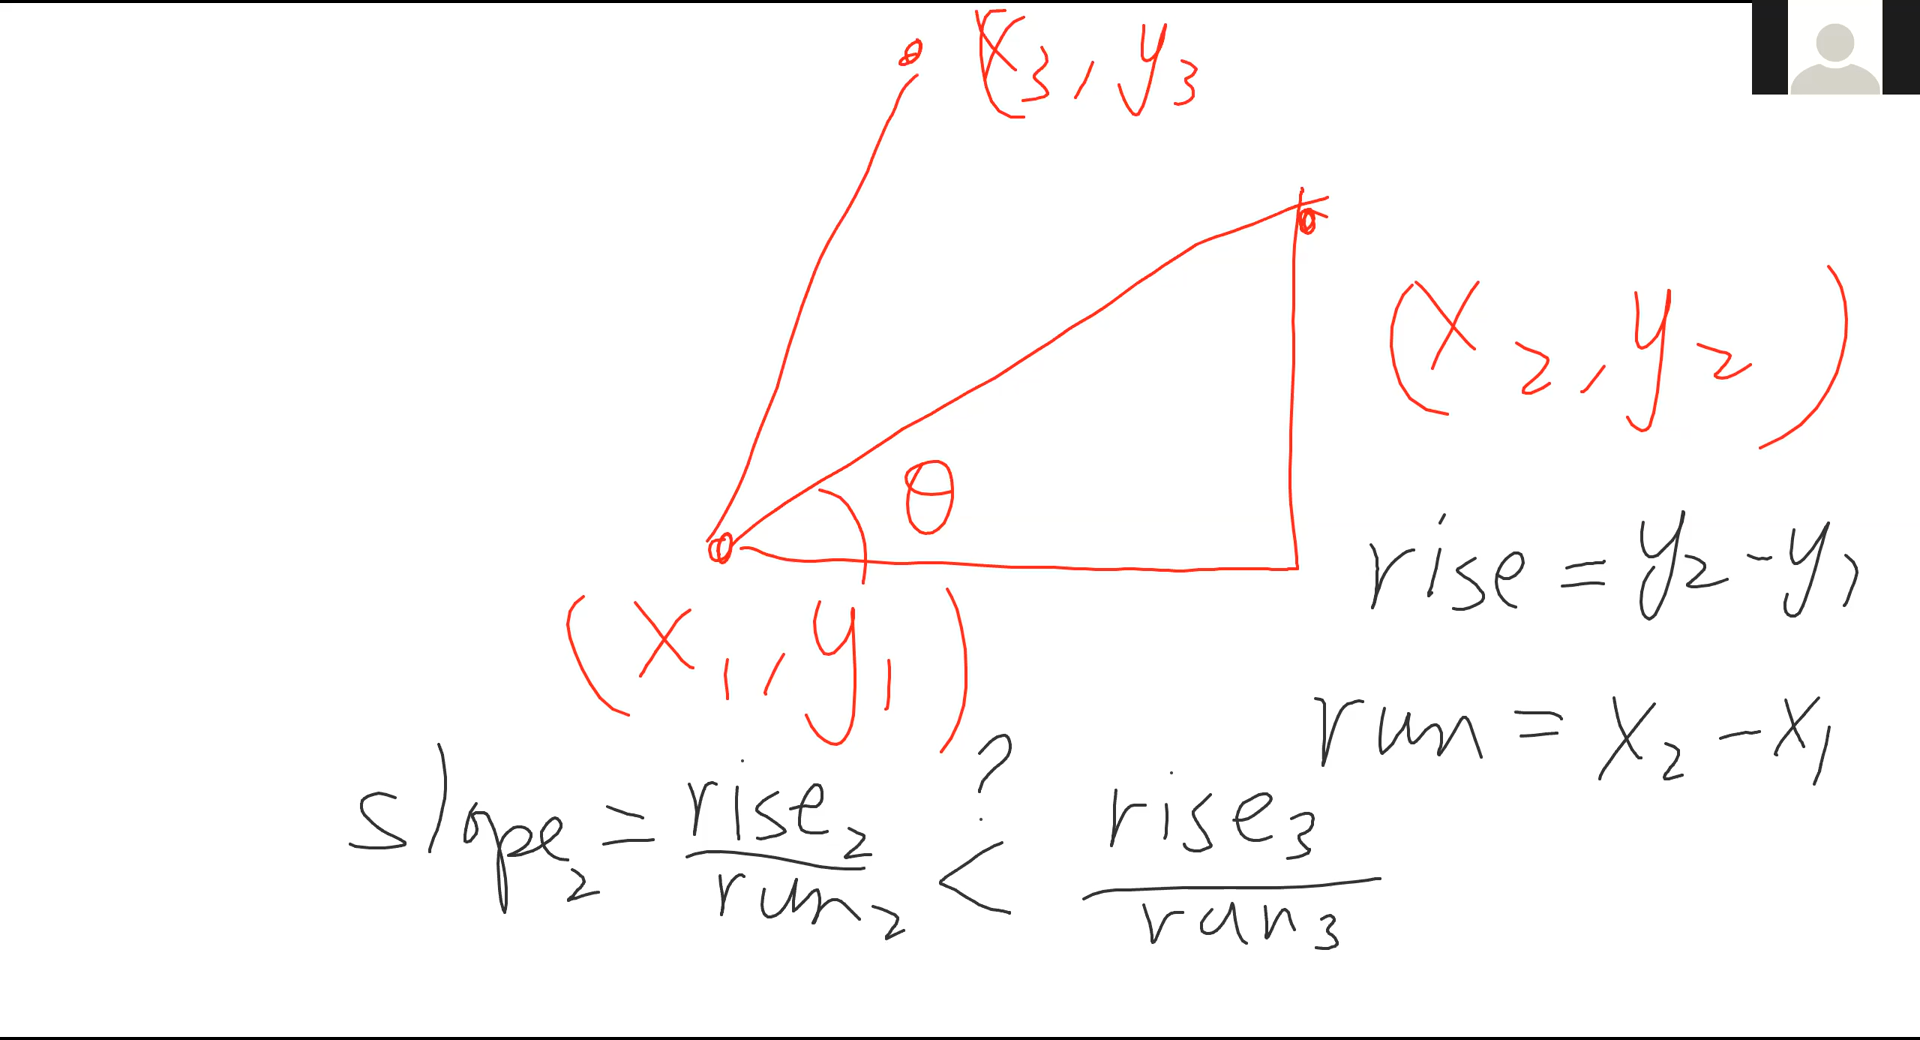 (x3, y3
(x2, y2)
θ
rise = y2 - y1
(x1, y1)
run = x2 - x1
slope2 = rise2/run2 <? rise3/run3